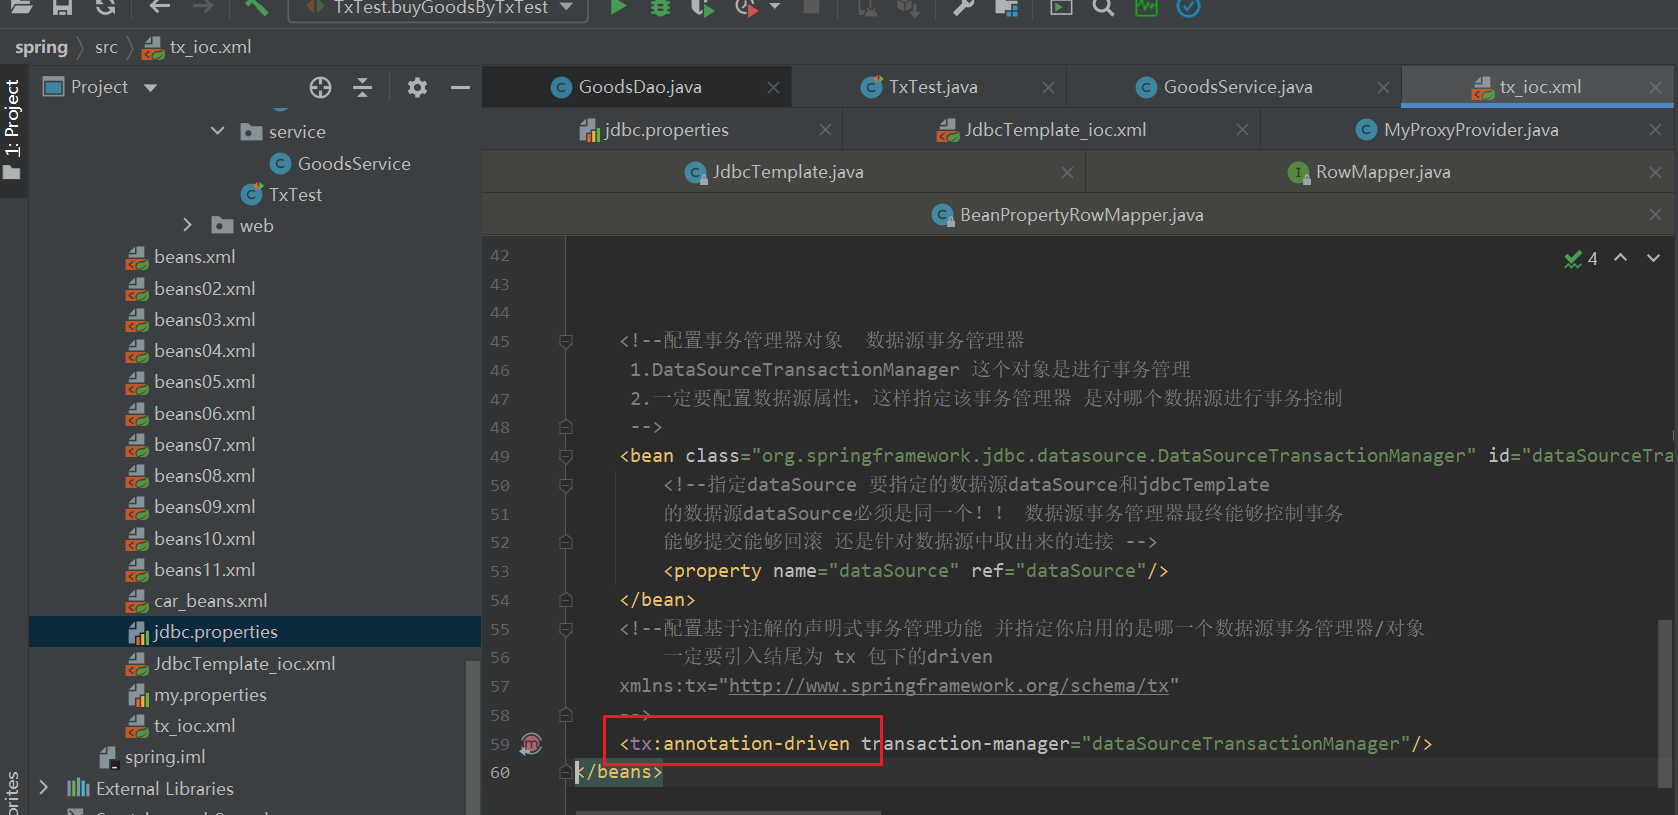 TxTest.buyGoodsByTxTest
spring
src
tx_ioc.xml
1: Project
Project
service
GoodsService
TxTest
web
beans.xml
beans02.xml
beans03.xml
beans04.xml
beans05.xml
beans06.xml
beans07.xml
beans08.xml
beans09.xml
beans10.xml
beans11.xml
car_beans.xml
jdbc.properties
JdbcTemplate_ioc.xml
my.properties
tx_ioc.xml
spring.iml
External Libraries
GoodsDao.java
TxTest.java
GoodsService.java
tx_ioc.xml
jdbc.properties
JdbcTemplate_ioc.xml
MyProxyProvider.java
JdbcTemplate.java
RowMapper.java
BeanPropertyRowMapper.java
4
42
43
44
45 <!--配置事务管理器对象 数据源事务管理器
46 1.DataSourceTransactionManager 这个对象是进行事务管理
47 2.一定要配置数据源属性，这样指定该事务管理器 是对哪个数据源进行事务控制
48 -->
49 <bean class="org.springframework.jdbc.datasource.DataSourceTransactionManager" id="dataSourceTra
50 <!--指定dataSource 要指定的数据源dataSource和jdbcTemplate
51 的数据源dataSource必须是同一个！！ 数据源事务管理器最终能够控制事务
52 能够提交能够回滚 还是针对数据源中取出来的连接 -->
53 <property name="dataSource" ref="dataSource"/>
54 </bean>
55 <!--配置基于注解的声明式事务管理功能 并指定你启用的是哪一个数据源事务管理器/对象
56 一定要引入结尾为 tx 包下的driven
57 xmlns:tx="http://www.springframework.org/schema/tx"
58 -->
59 <tx:annotation-driven transaction-manager="dataSourceTransactionManager"/>
60 </beans>